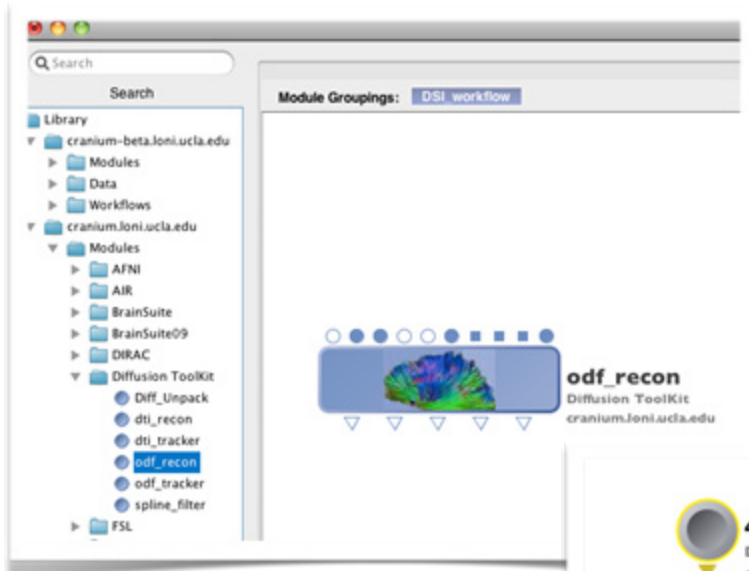 Search
Search
Module Groupings: DSI_workflow
Library
cranium-beta.loni.ucla.edu
Modules
Data
Workflows
cranium.loni.ucla.edu
Modules
AFNI
AIR
BrainSuite
BrainSuite09
DIRAC
Diffusion ToolKit
Diff_Unpack
dti_recon
dti_tracker
odf_recon
odf_tracker
spline_filter
FSL
odf_recon
Diffusion ToolKit
cranium.loni.ucla.edu